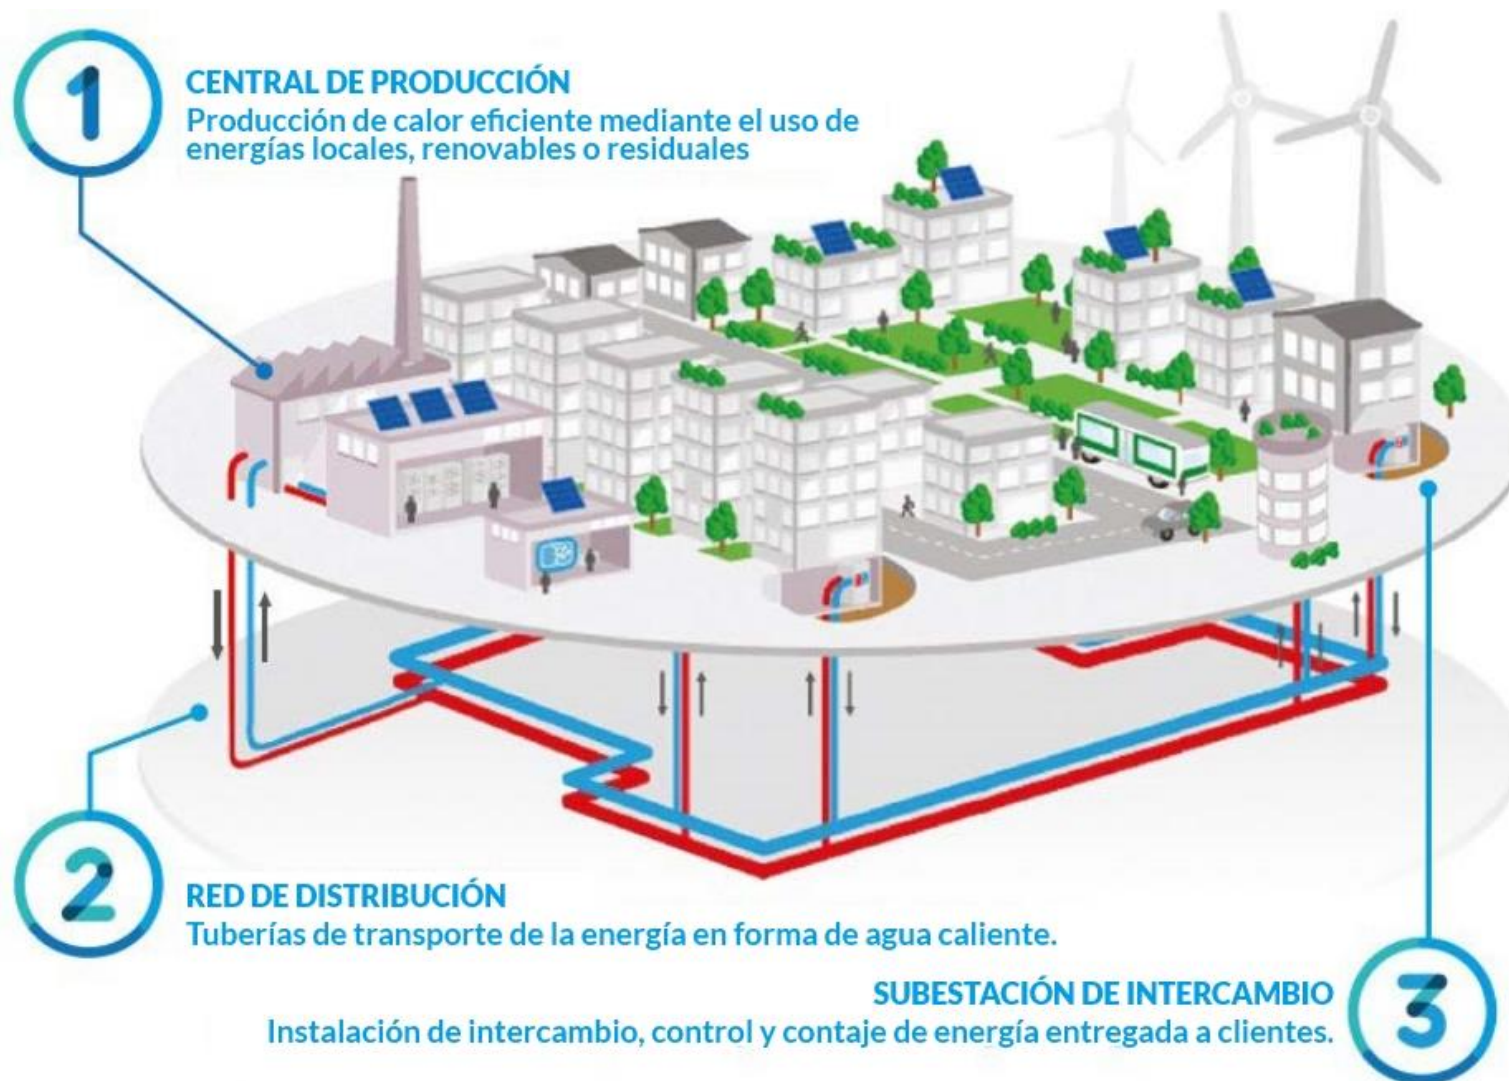 1
CENTRAL DE PRODUCCIÓN
Producción de calor eficiente mediante el uso de
energías locales, renovables o residuales
2
RED DE DISTRIBUCIÓN
Tuberías de transporte de la energía en forma de agua caliente.
SUBESTACIÓN DE INTERCAMBIO
Instalación de intercambio, control y contaje de energía entregada a clientes.
3